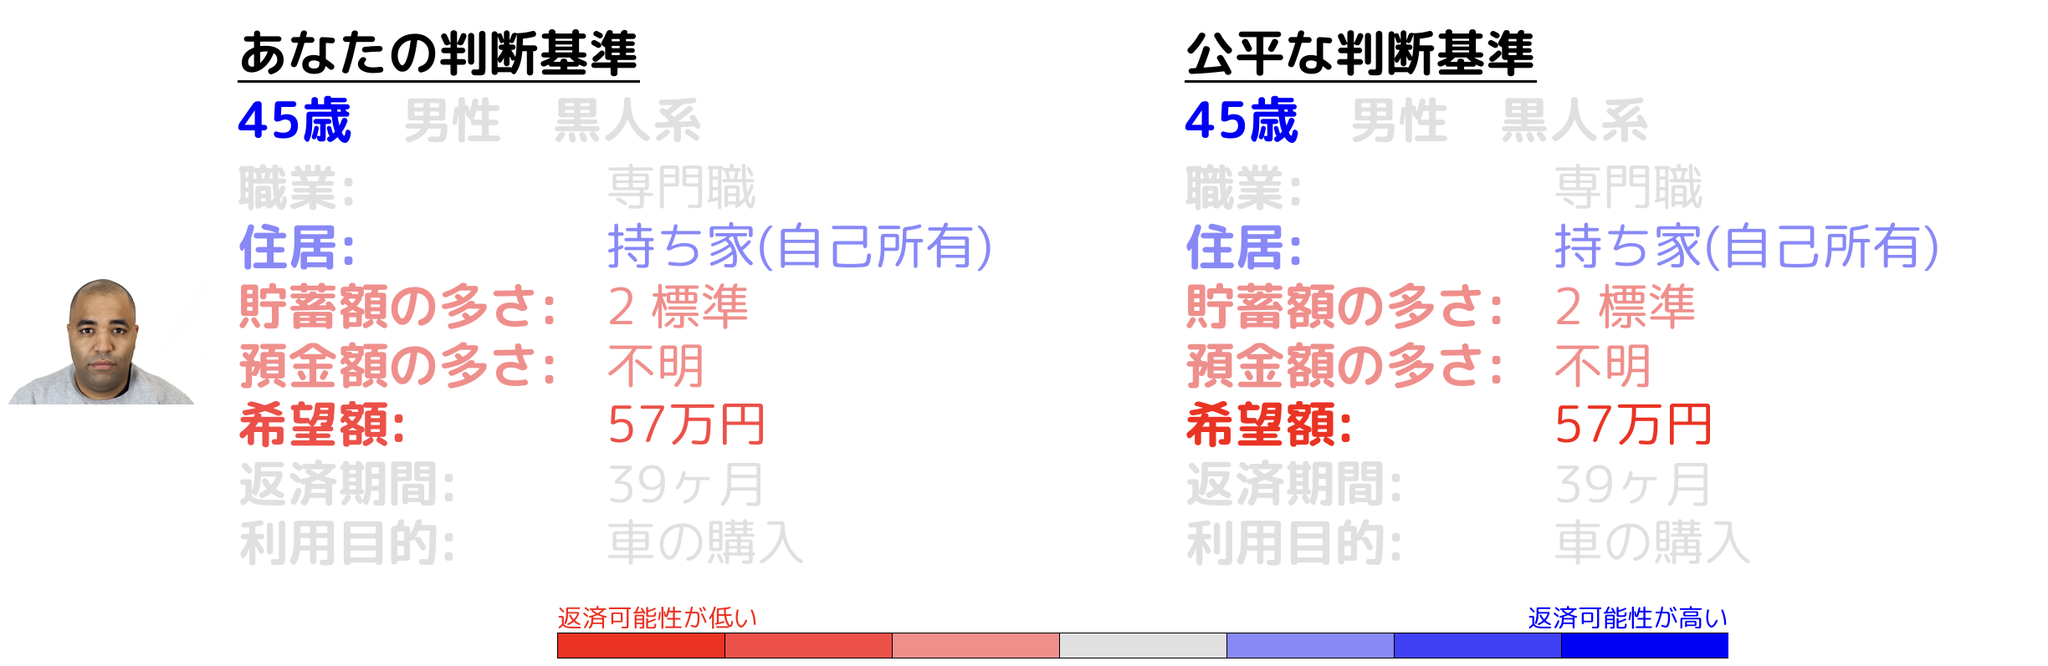 あなたの判断基準
45歳 男性 黒人系
職業: 専門職
住居: 持ち家(自己所有)
貯蓄額の多さ: 2 標準
預金額の多さ: 不明
希望額: 57万円
返済期間: 39ヶ月
利用目的: 車の購入
公平な判断基準
45歳 男性 黒人系
職業: 専門職
住居: 持ち家(自己所有)
貯蓄額の多さ: 2 標準
預金額の多さ: 不明
希望額: 57万円
返済期間: 39ヶ月
利用目的: 車の購入
返済可能性が低い
返済可能性が高い